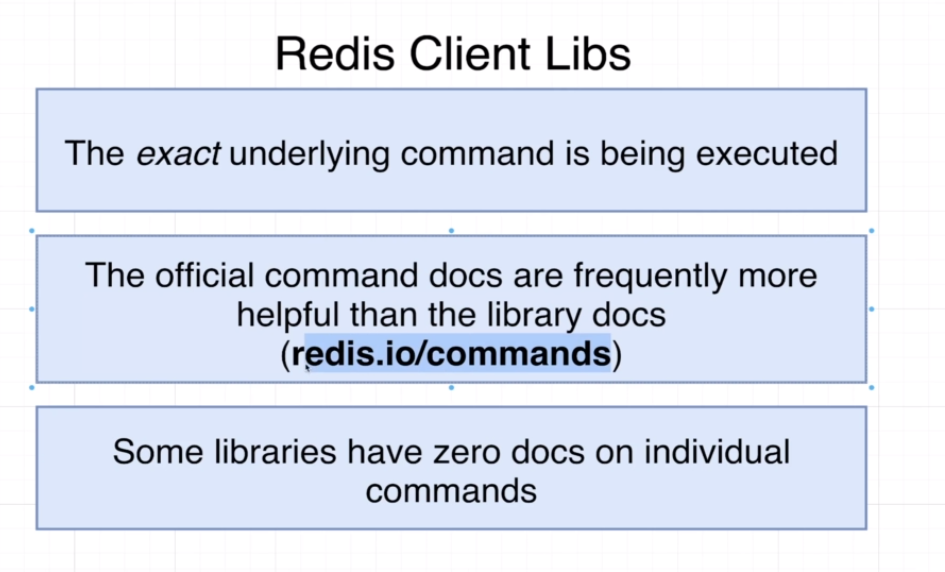 Redis Client Libs
The exact underlying command is being executed
The official command docs are frequently more
helpful than the library docs
(redis.io/commands)
Some libraries have zero docs on individual
commands